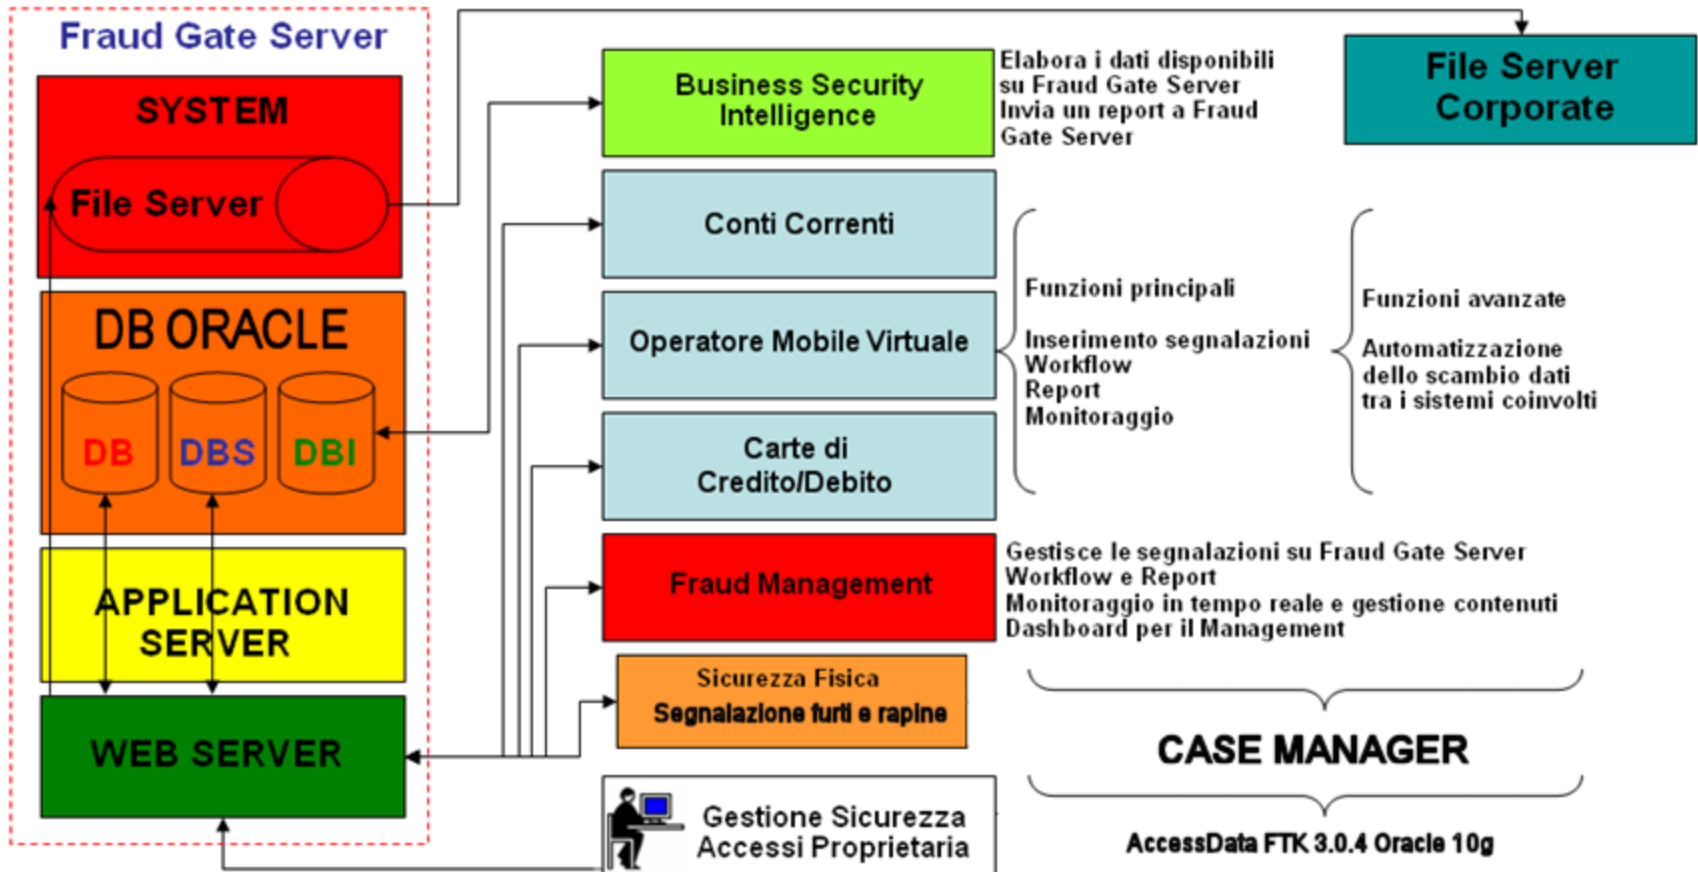 Fraud Gate Server
SYSTEM
File Server
DB ORACLE
DB
DBS
DBI
APPLICATION
SERVER
WEB SERVER
Business Security
Intelligence
Elabora i dati disponibili
su Fraud Gate Server
Invia un report a Fraud
Gate Server
File Server
Corporate
Conti Correnti
Operatore Mobile Virtuale
Carte di
Credito/Debito
Funzioni principali
Inserimento segnalazioni
Workflow
Report
Monitoraggio
Funzioni avanzate
Automatizzazione
dello scambio dati
tra i sistemi coinvolti
Fraud Management
Gestisce le segnalazioni su Fraud Gate Server
Workflow e Report
Monitoraggio in tempo reale e gestione contenuti
Dashboard per il Management
Sicurezza Fisica
Segnalazione furti e rapine
CASE MANAGER
Gestione Sicurezza
Accessi Proprietaria
AccessData FTK 3.0.4 Oracle 10g